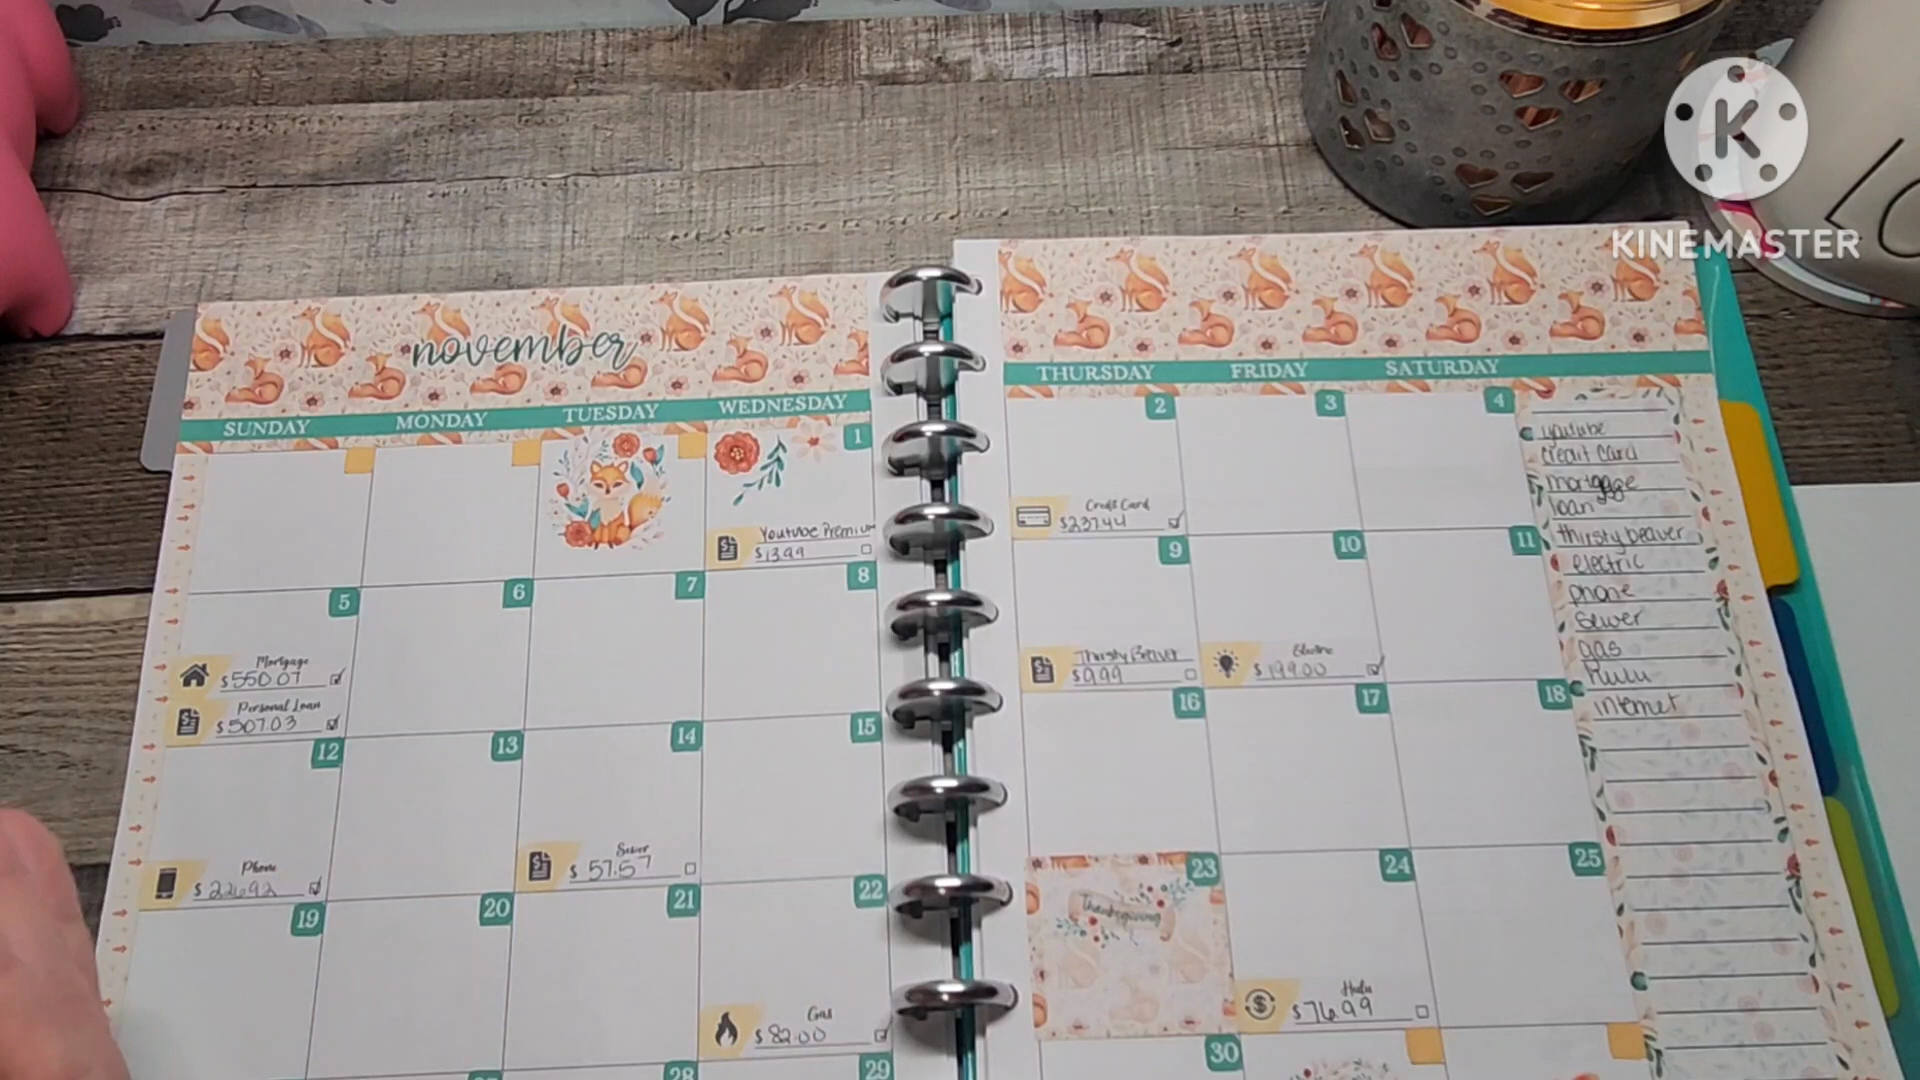 KINEMASTER
november
SUNDAY MONDAY TUESDAY WEDNESDAY
THURSDAY FRIDAY SATURDAY
1
Youtube Premium
$13.99
2
Credit Card
$237.44
3
4
5
Mortgage
$550.07
Personal Loan
$507.03
6
7
8
9
Thirsty Beaver
$9.99
10
Electric
$199.00
11
12
Phone
$226.92
13
14
Sewer
$57.57
15
16
17
18
19
20
21
22
Gas
$82.00
23
Thanksgiving
24
Hulu
$76.99
25
28
29
30
youtube
credit card
mortgage
loan
thirsty beaver
electric
phone
sewer
gas
hulu
internet